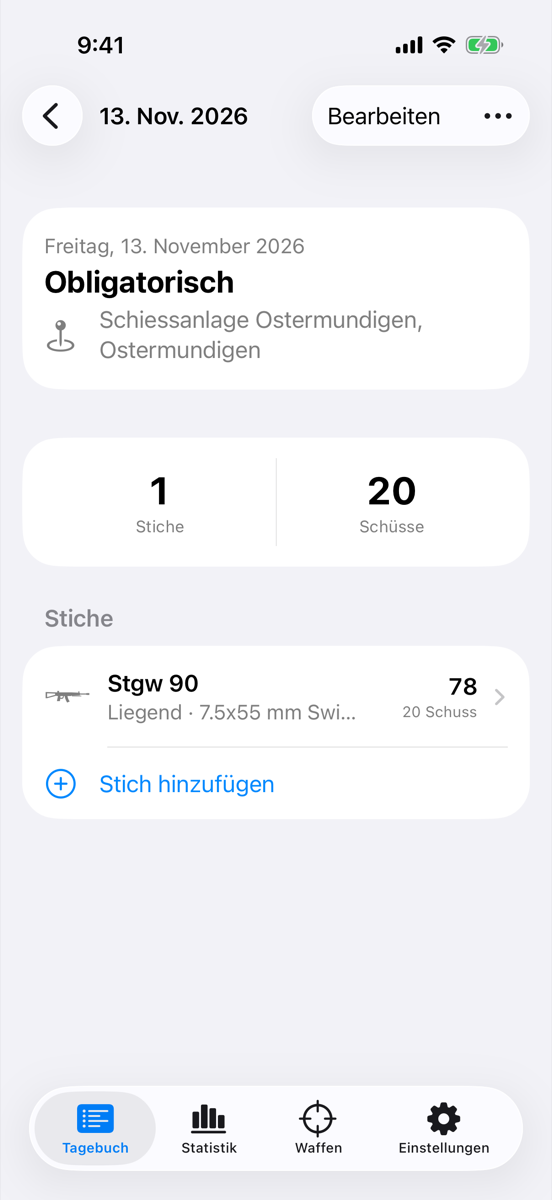 9:41
13. Nov. 2026
Bearbeiten
Freitag, 13. November 2026
Obligatorisch
Schiessanlage Ostermundigen,
Ostermundigen
1
20
Stiche
Schüsse
Stiche
Stgw 90
78
Liegend · 7.5x55 mm Swi...
20 Schuss
Stich hinzufügen
Tagebuch
Statistik
Waffen
Einstellungen